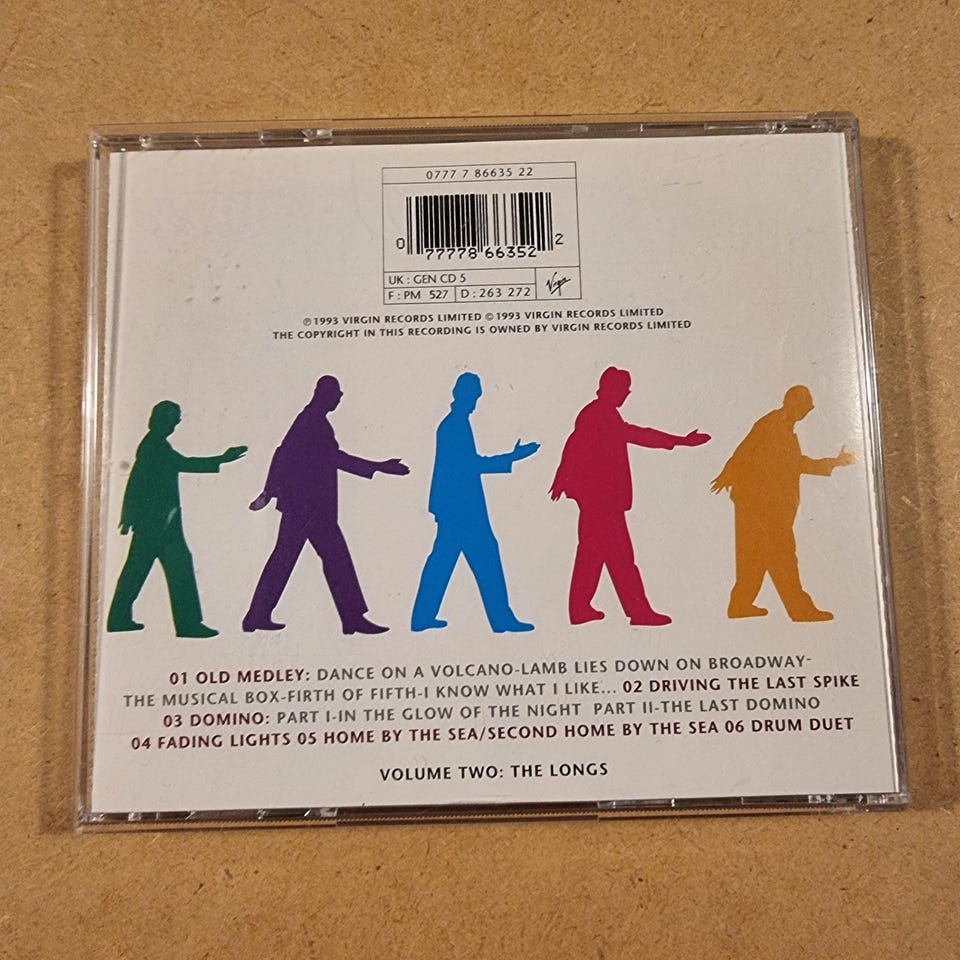 0777 7 86635 22
0 77778 66352 2
UK : GEN CD 5
F : PM 527 D : 263 272 Virgin
℗ 1993 VIRGIN RECORDS LIMITED © 1993 VIRGIN RECORDS LIMITED
THE COPYRIGHT IN THIS RECORDING IS OWNED BY VIRGIN RECORDS LIMITED
01 OLD MEDLEY: DANCE ON A VOLCANO-LAMB LIES DOWN ON BROADWAY-
THE MUSICAL BOX-FIRTH OF FIFTH-I KNOW WHAT I LIKE... 02 DRIVING THE LAST SPIKE
03 DOMINO: PART I-IN THE GLOW OF THE NIGHT PART II-THE LAST DOMINO
04 FADING LIGHTS 05 HOME BY THE SEA/SECOND HOME BY THE SEA 06 DRUM DUET
VOLUME TWO: THE LONGS